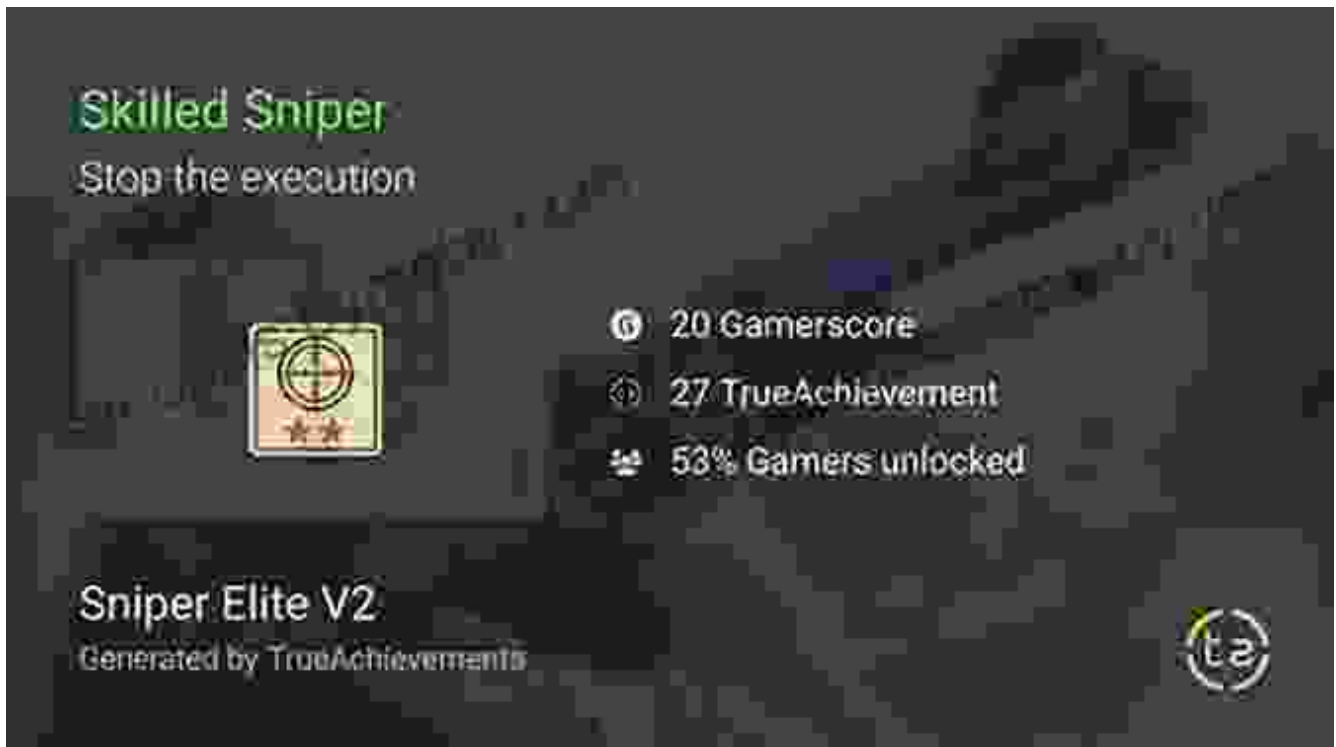 Skilled Sniper
Stop the execution
20 Gamerscore
27 TrueAchievement
53% Gamers unlocked
Sniper Elite V2
Generated by TrueAchievements